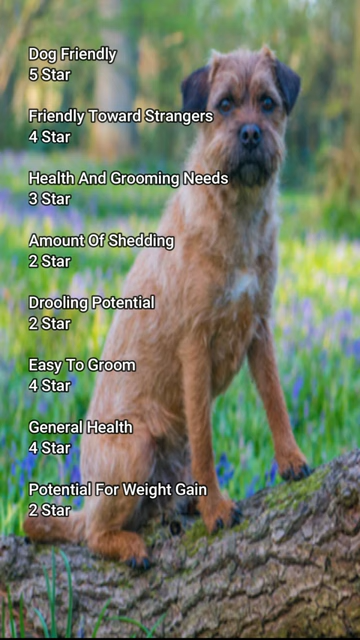 Dog Friendly
5 Star
Friendly Toward Strangers
4 Star
Health And Grooming Needs
3 Star
Amount Of Shedding
2 Star
Drooling Potential
2 Star
Easy To Groom
4 Star
General Health
4 Star
Potential For Weight Gain
2 Star